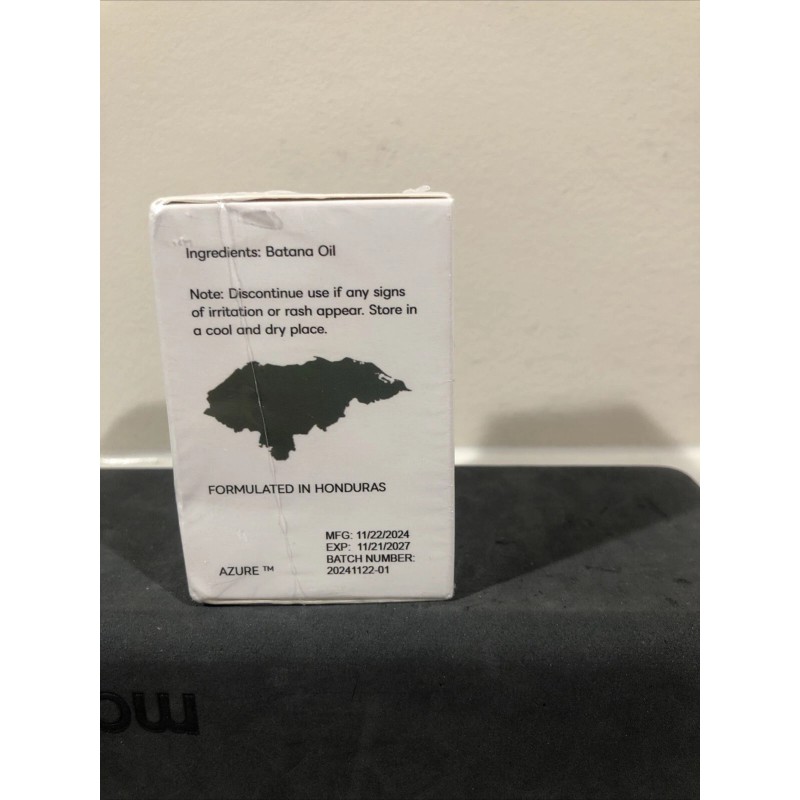 Ingredients: Batana Oil
Note: Discontinue use if any signs
of irritation or rash appear. Store in
a cool and dry place.
FORMULATED IN HONDURAS
MFG: 11/22/2024
EXP: 11/21/2027
BATCH NUMBER:
20241122-01
AZURE ™